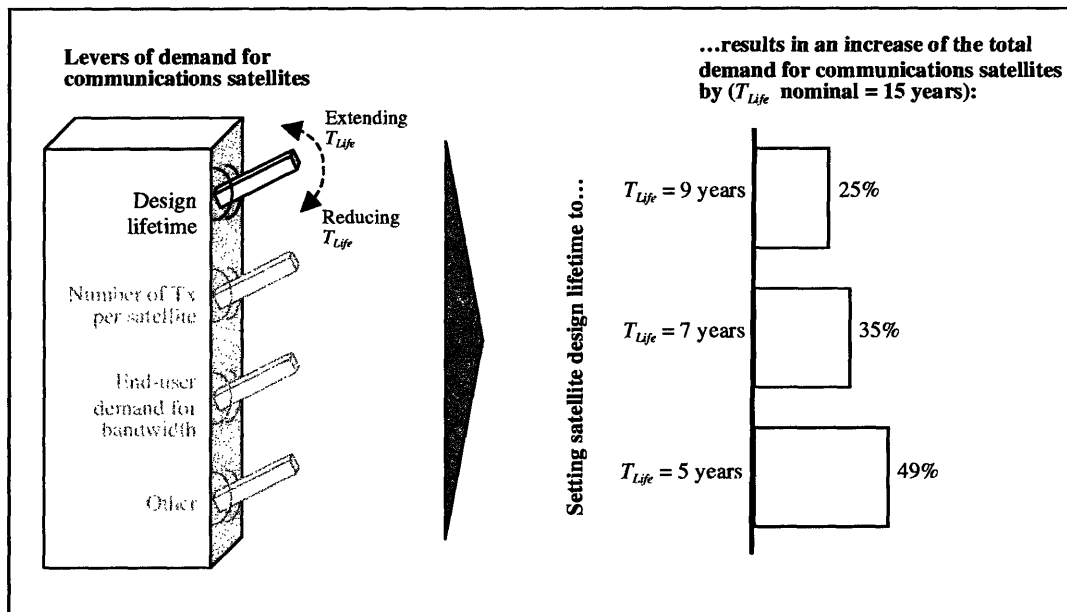 Levers of demand for
communications satellites
Extending
T_Life
Design
lifetime
Reducing
T_Life
Number of Tx
per satellite
End-user
demand for
bandwidth
Other
Setting satellite design lifetime to...
...results in an increase of the total
demand for communications satellites
by (T_Life nominal = 15 years):
T_Life = 9 years 25%
T_Life = 7 years 35%
T_Life = 5 years 49%